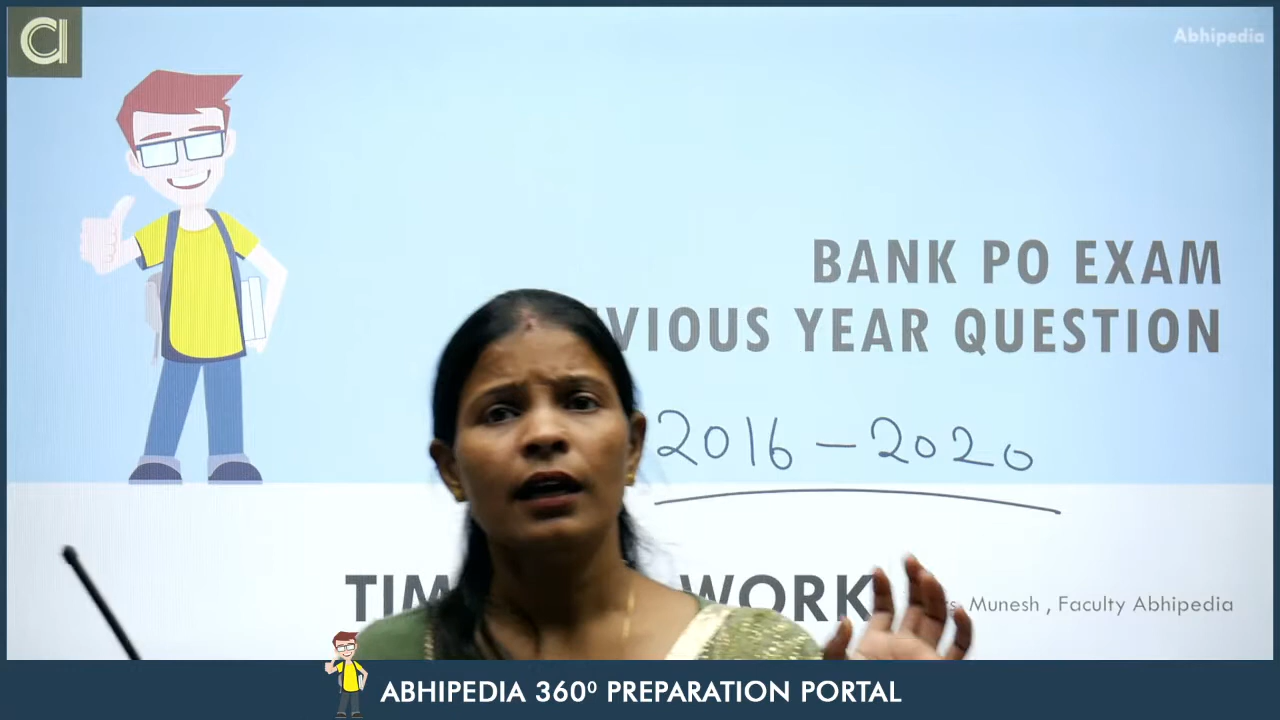 Abhipedia
BANK PO EXAM
VIOUS YEAR QUESTION
2016 – 2020
TIM WORK
Munesh , Faculty Abhipedia
ABHIPEDIA 360⁰ PREPARATION PORTAL